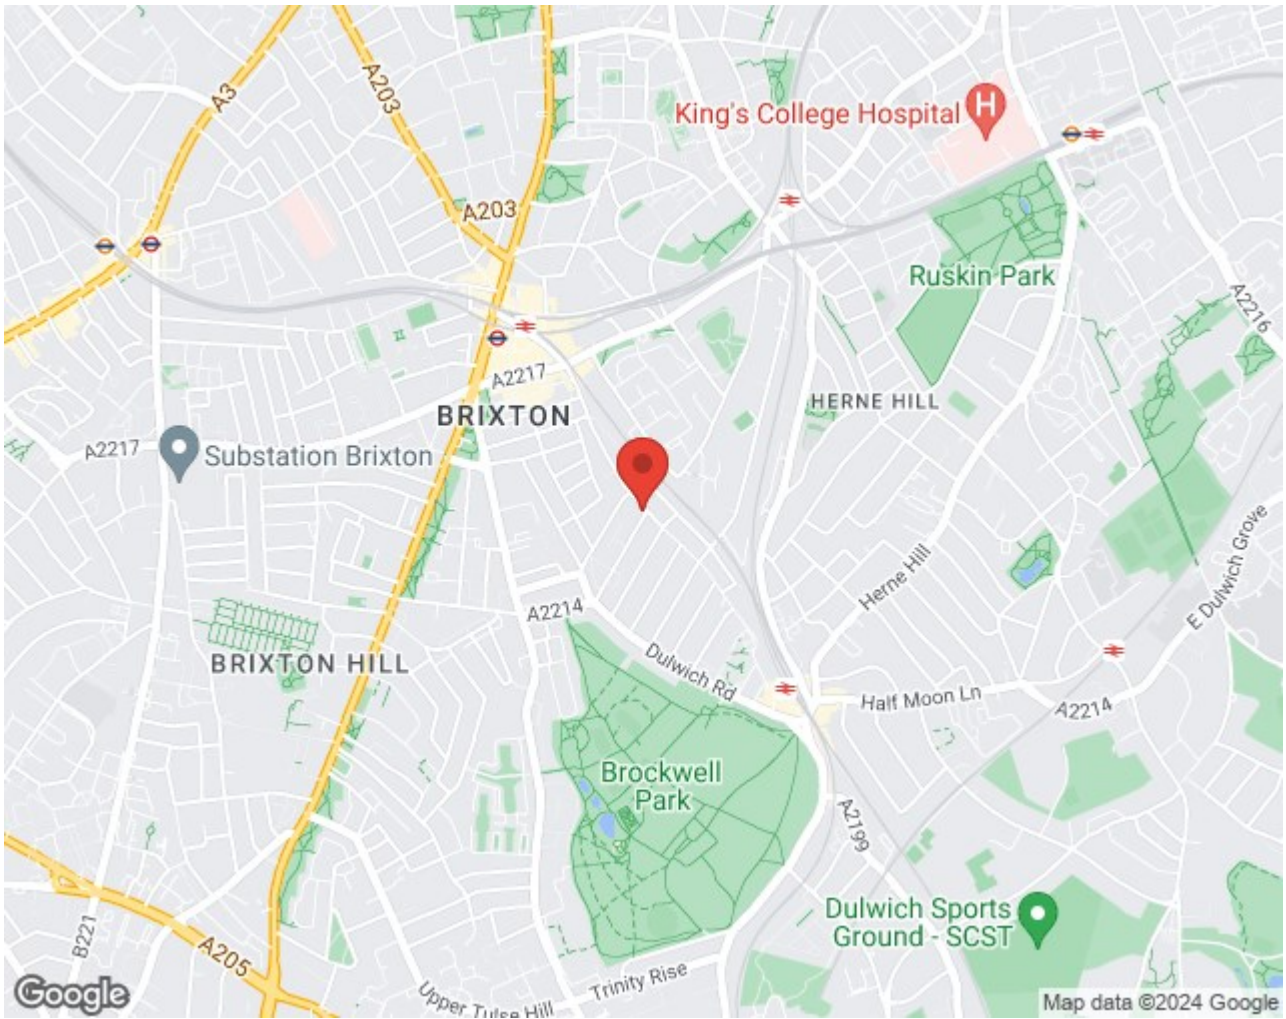 A3
A203
King's College Hospital
H
A203
Ruskin Park
A2216
A2217
HERNE HILL
BRIXTON
A2217
Substation Brixton
E Dulwich Grove
Herne Hill
A2214
BRIXTON HILL
Dulwich Rd
Half Moon Ln
A2214
Brockwell
Park
A2199
Dulwich Sports
Ground - SCST
B221
A205
Trinity Rise
Upper Tulse Hill
Google
Map data ©2024 Google